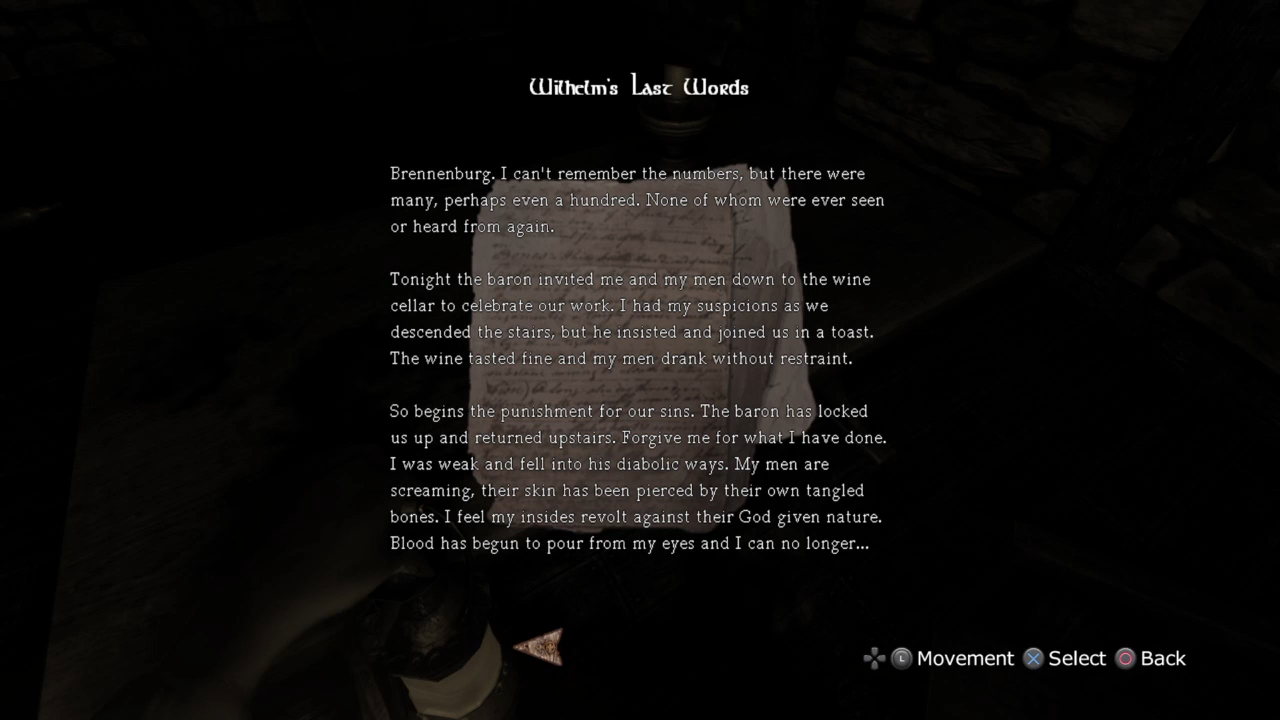 Wilhelm's Last Words
Brennenburg. I can't remember the numbers, but there were
many, perhaps even a hundred. None of whom were ever seen
or heard from again.
Tonight the baron invited me and my men down to the wine
cellar to celebrate our work. I had my suspicions as we
descended the stairs, but he insisted and joined us in a toast.
The wine tasted fine and my men drank without restraint.
So begins the punishment for our sins. The baron has locked
us up and returned upstairs. Forgive me for what I have done.
I was weak and fell into his diabolic ways. My men are
screaming, their skin has been pierced by their own tangled
bones. I feel my insides revolt against their God given nature.
Blood has begun to pour from my eyes and I can no longer...
L Movement Select Back